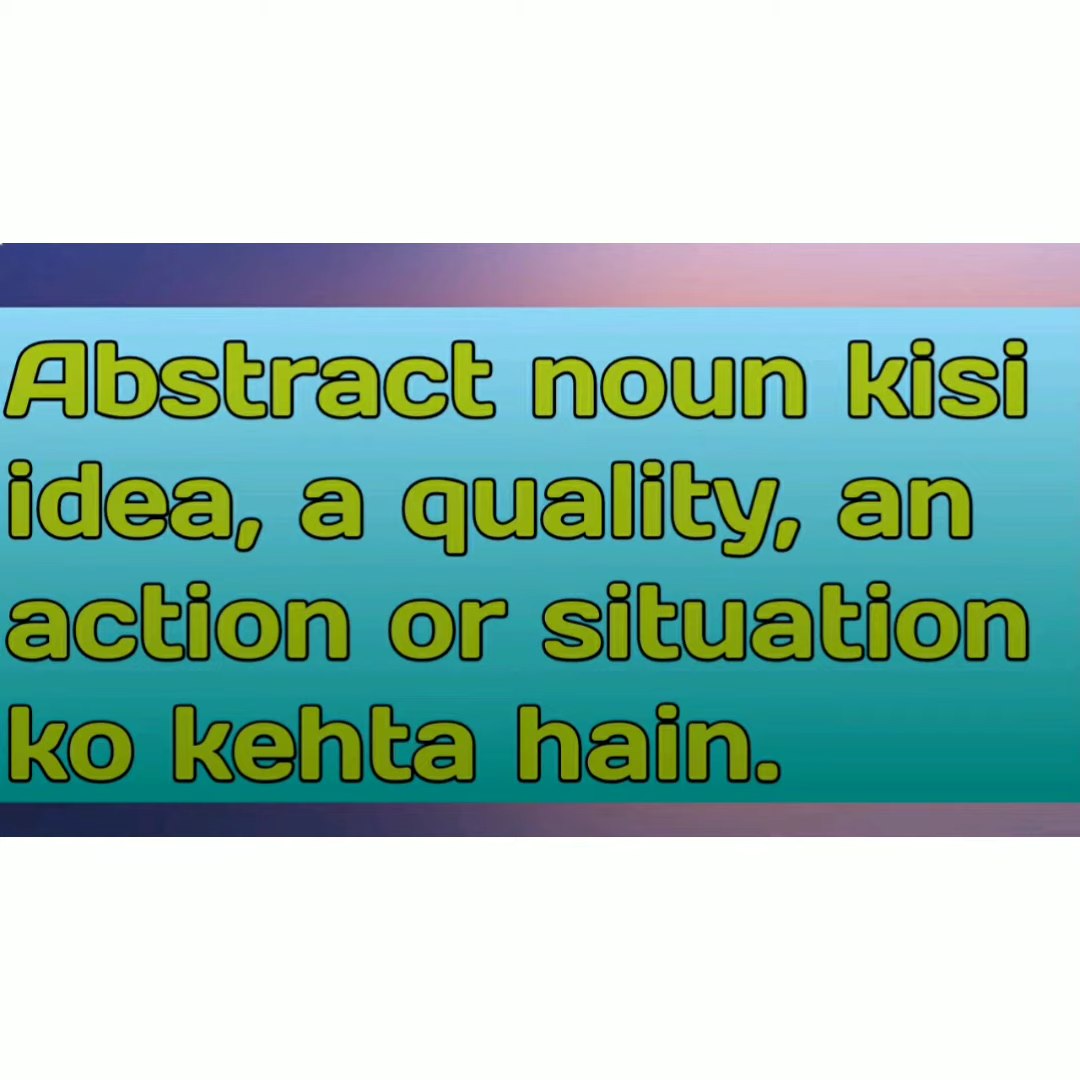 Abstract noun kisi
idea, a quality, an
action or situation
ko kehta hain.